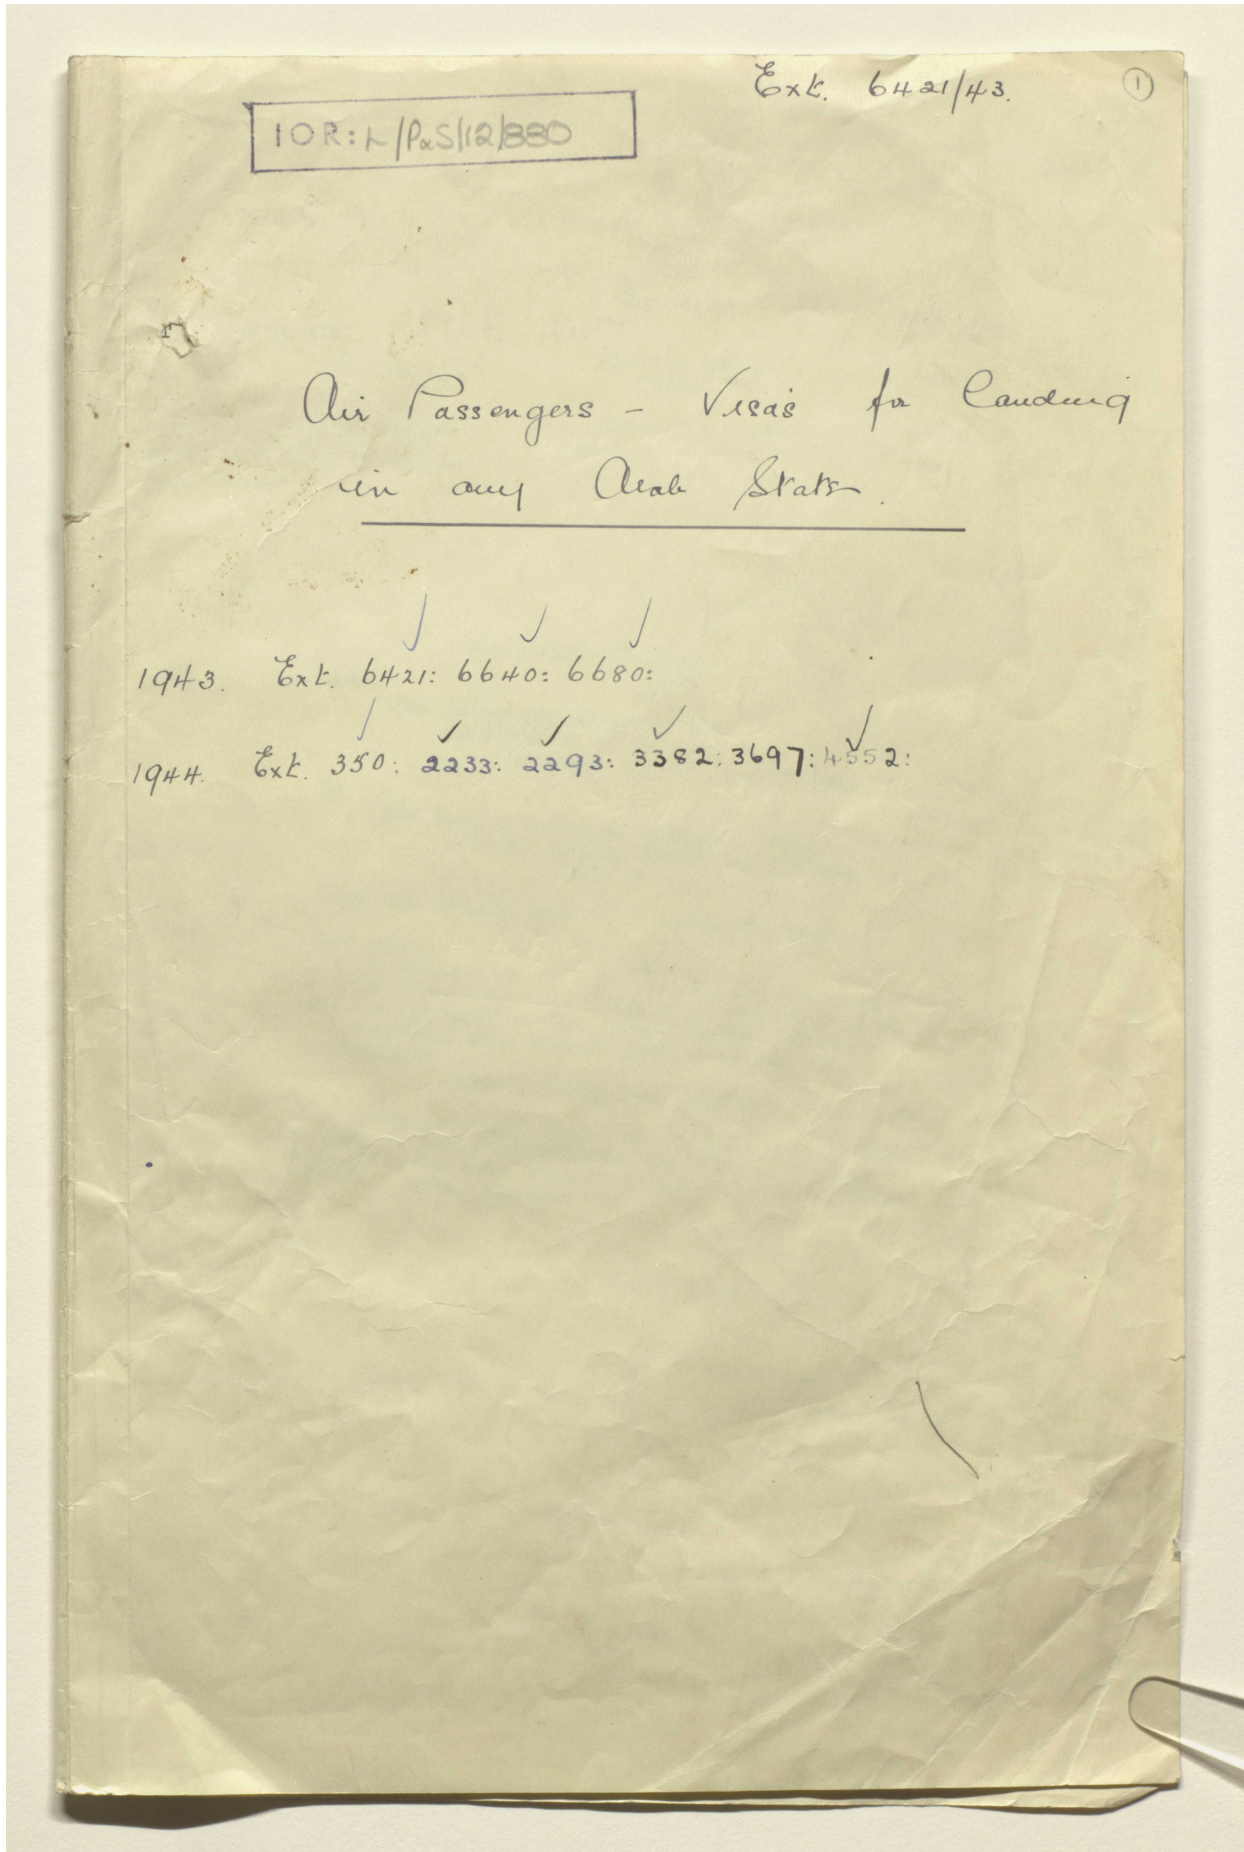 Ext. 6421/43.
1
IOR: L/P&S/12/880
Air Passengers - Visas for landing
in any Arab State.
1943. Ext. 6421: 6640: 6680:
1944. Ext. 350: 2233: 2293: 3382: 3697: 4552: